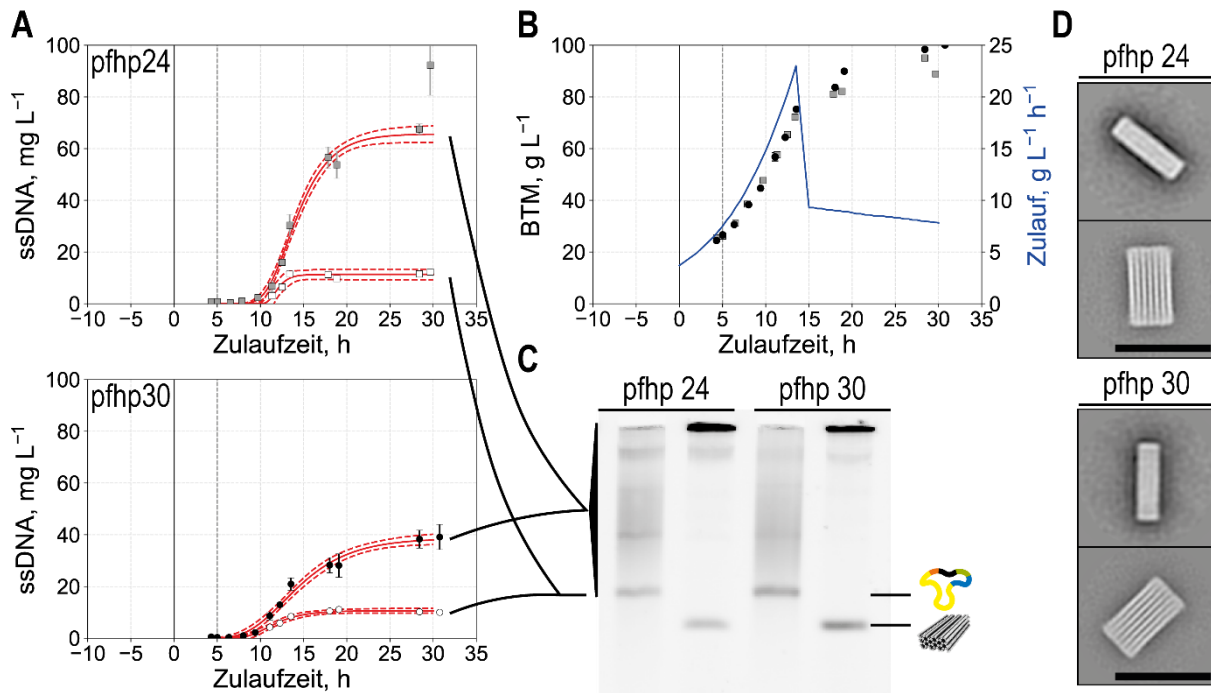 A
pfhp24
100
80
60
40
20
0
ssDNA, mg L⁻¹
−10 −5 0 5 10 15 20 25 30 35
Zulaufzeit, h
pfhp30
100
80
60
40
20
0
ssDNA, mg L⁻¹
−10 −5 0 5 10 15 20 25 30 35
Zulaufzeit, h
B
100
80
60
40
20
0
BTM, g L⁻¹
25
20
15
10
5
0
Zulauf, g L⁻¹ h⁻¹
−10 −5 0 5 10 15 20 25 30 35
Zulaufzeit, h
C
pfhp 24 pfhp 30
D
pfhp 24
pfhp 30